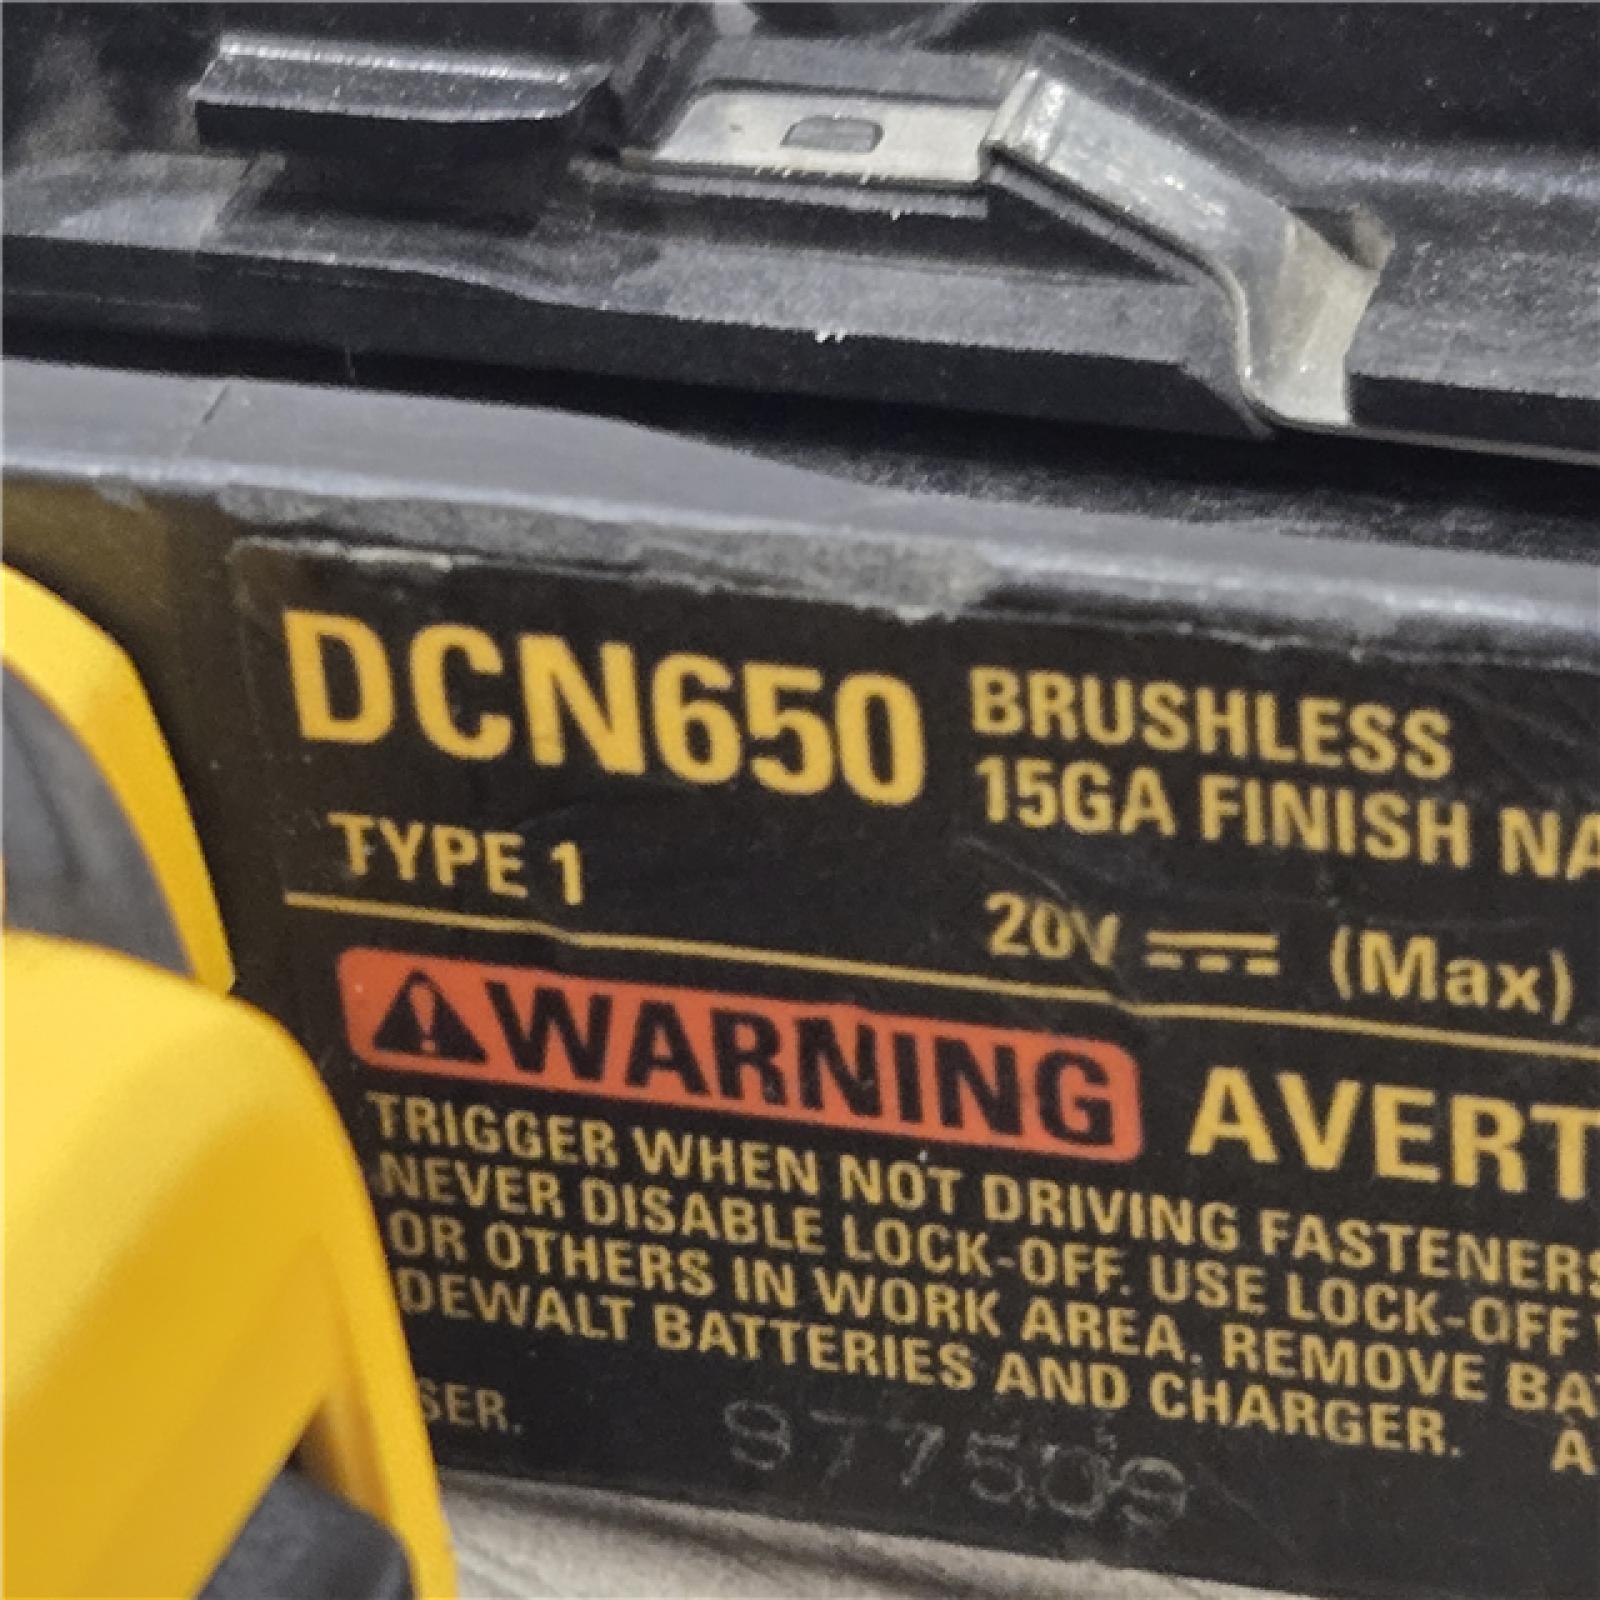 DCN650 BRUSHLESS
15GA FINISH NA
TYPE 1
20V (Max)
WARNING AVERT
TRIGGER WHEN NOT DRIVING FASTENERS
NEVER DISABLE LOCK-OFF. USE LOCK-OFF
OR OTHERS IN WORK AREA. REMOVE BAT
DEWALT BATTERIES AND CHARGER.
SER. 977509